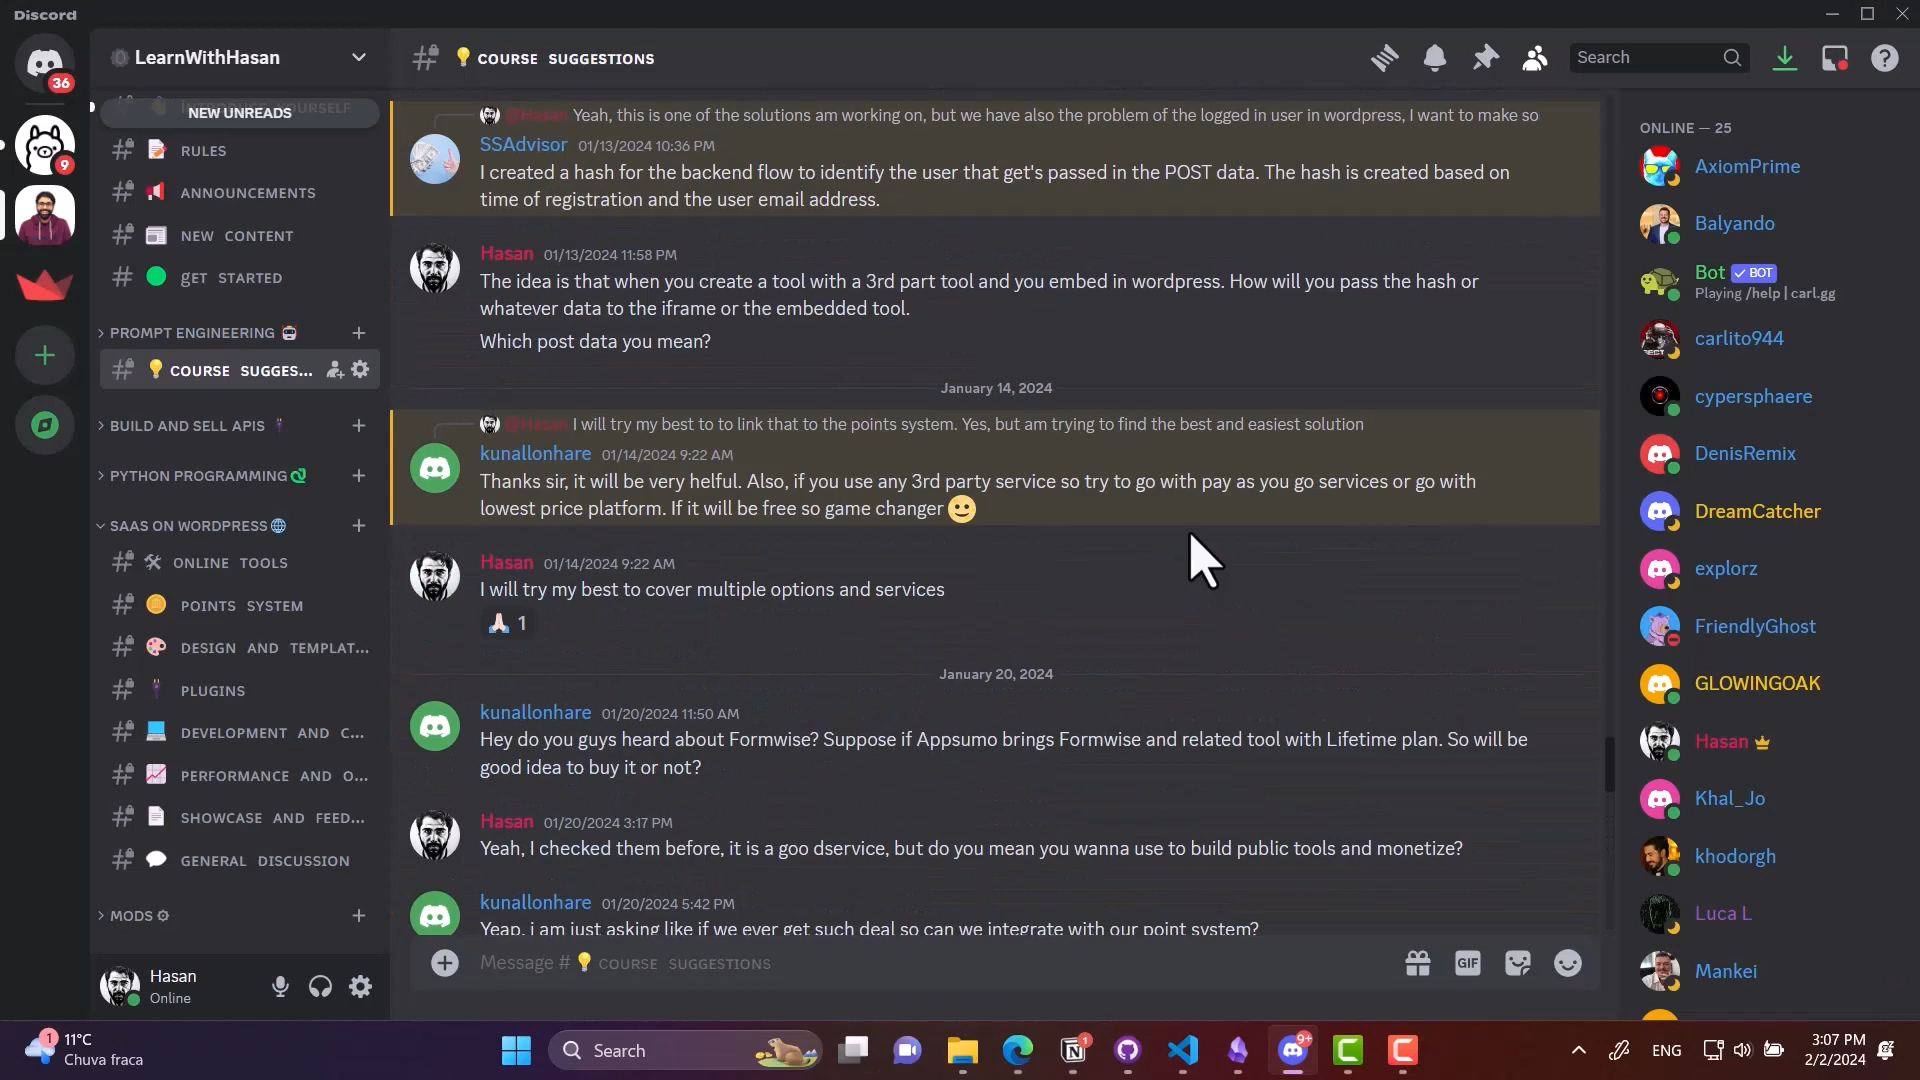 Discord
36
9
LearnWithHasan
INTRODUCE YOURSELF
NEW UNREADS
RULES
ANNOUNCEMENTS
NEW CONTENT
gET STARTED
PROMPT ENGINEERING
COURSE SUGGES...
BUILD AND SELL APIS
PYTHON PROGRAMMING
SAAS ON WORDPRESS
ONLINE TOOLS
POINTS SYSTEM
DESIGN AND TEMPLAT...
PLUGINS
DEVELOPMENT AND C...
PERFORMANCE AND O...
SHOWCASE AND FEED...
GENERAL DISCUSSION
MODS
Hasan
Online
COURSE SUGGESTIONS
Search
@Hasan Yeah, this is one of the solutions am working on, but we have also the problem of the logged in user in wordpress, I want to make so
SSAdvisor 01/13/2024 10:36 PM
I created a hash for the backend flow to identify the user that get's passed in the POST data. The hash is created based on
time of registration and the user email address.
Hasan 01/13/2024 11:58 PM
The idea is that when you create a tool with a 3rd part tool and you embed in wordpress. How will you pass the hash or
whatever data to the iframe or the embedded tool.
Which post data you mean?
January 14, 2024
@Hasan I will try my best to to link that to the points system. Yes, but am trying to find the best and easiest solution
kunallonhare 01/14/2024 9:22 AM
Thanks sir, it will be very helful. Also, if you use any 3rd party service so try to go with pay as you go services or go with
lowest price platform. If it will be free so game changer
Hasan 01/14/2024 9:22 AM
I will try my best to cover multiple options and services
1
January 20, 2024
kunallonhare 01/20/2024 11:50 AM
Hey do you guys heard about Formwise? Suppose if Appsumo brings Formwise and related tool with Lifetime plan. So will be
good idea to buy it or not?
Hasan 01/20/2024 3:17 PM
Yeah, I checked them before, it is a goo dservice, but do you mean you wanna use to build public tools and monetize?
kunallonhare 01/20/2024 5:42 PM
Yeap, i am just asking like if we ever get such deal so can we integrate with our point system?
Message # COURSE SUGGESTIONS
GIF
ONLINE — 25
AxiomPrime
Balyando
Bot BOT
Playing /help | carl.gg
carlito944
cypersphaere
DenisRemix
DreamCatcher
explorz
FriendlyGhost
GLOWINGOAK
Hasan
Khal_Jo
khodorgh
Luca L
Mankei
1
11°C
Chuva fraca
Search
1
9+
ENG
3:07 PM
2/2/2024